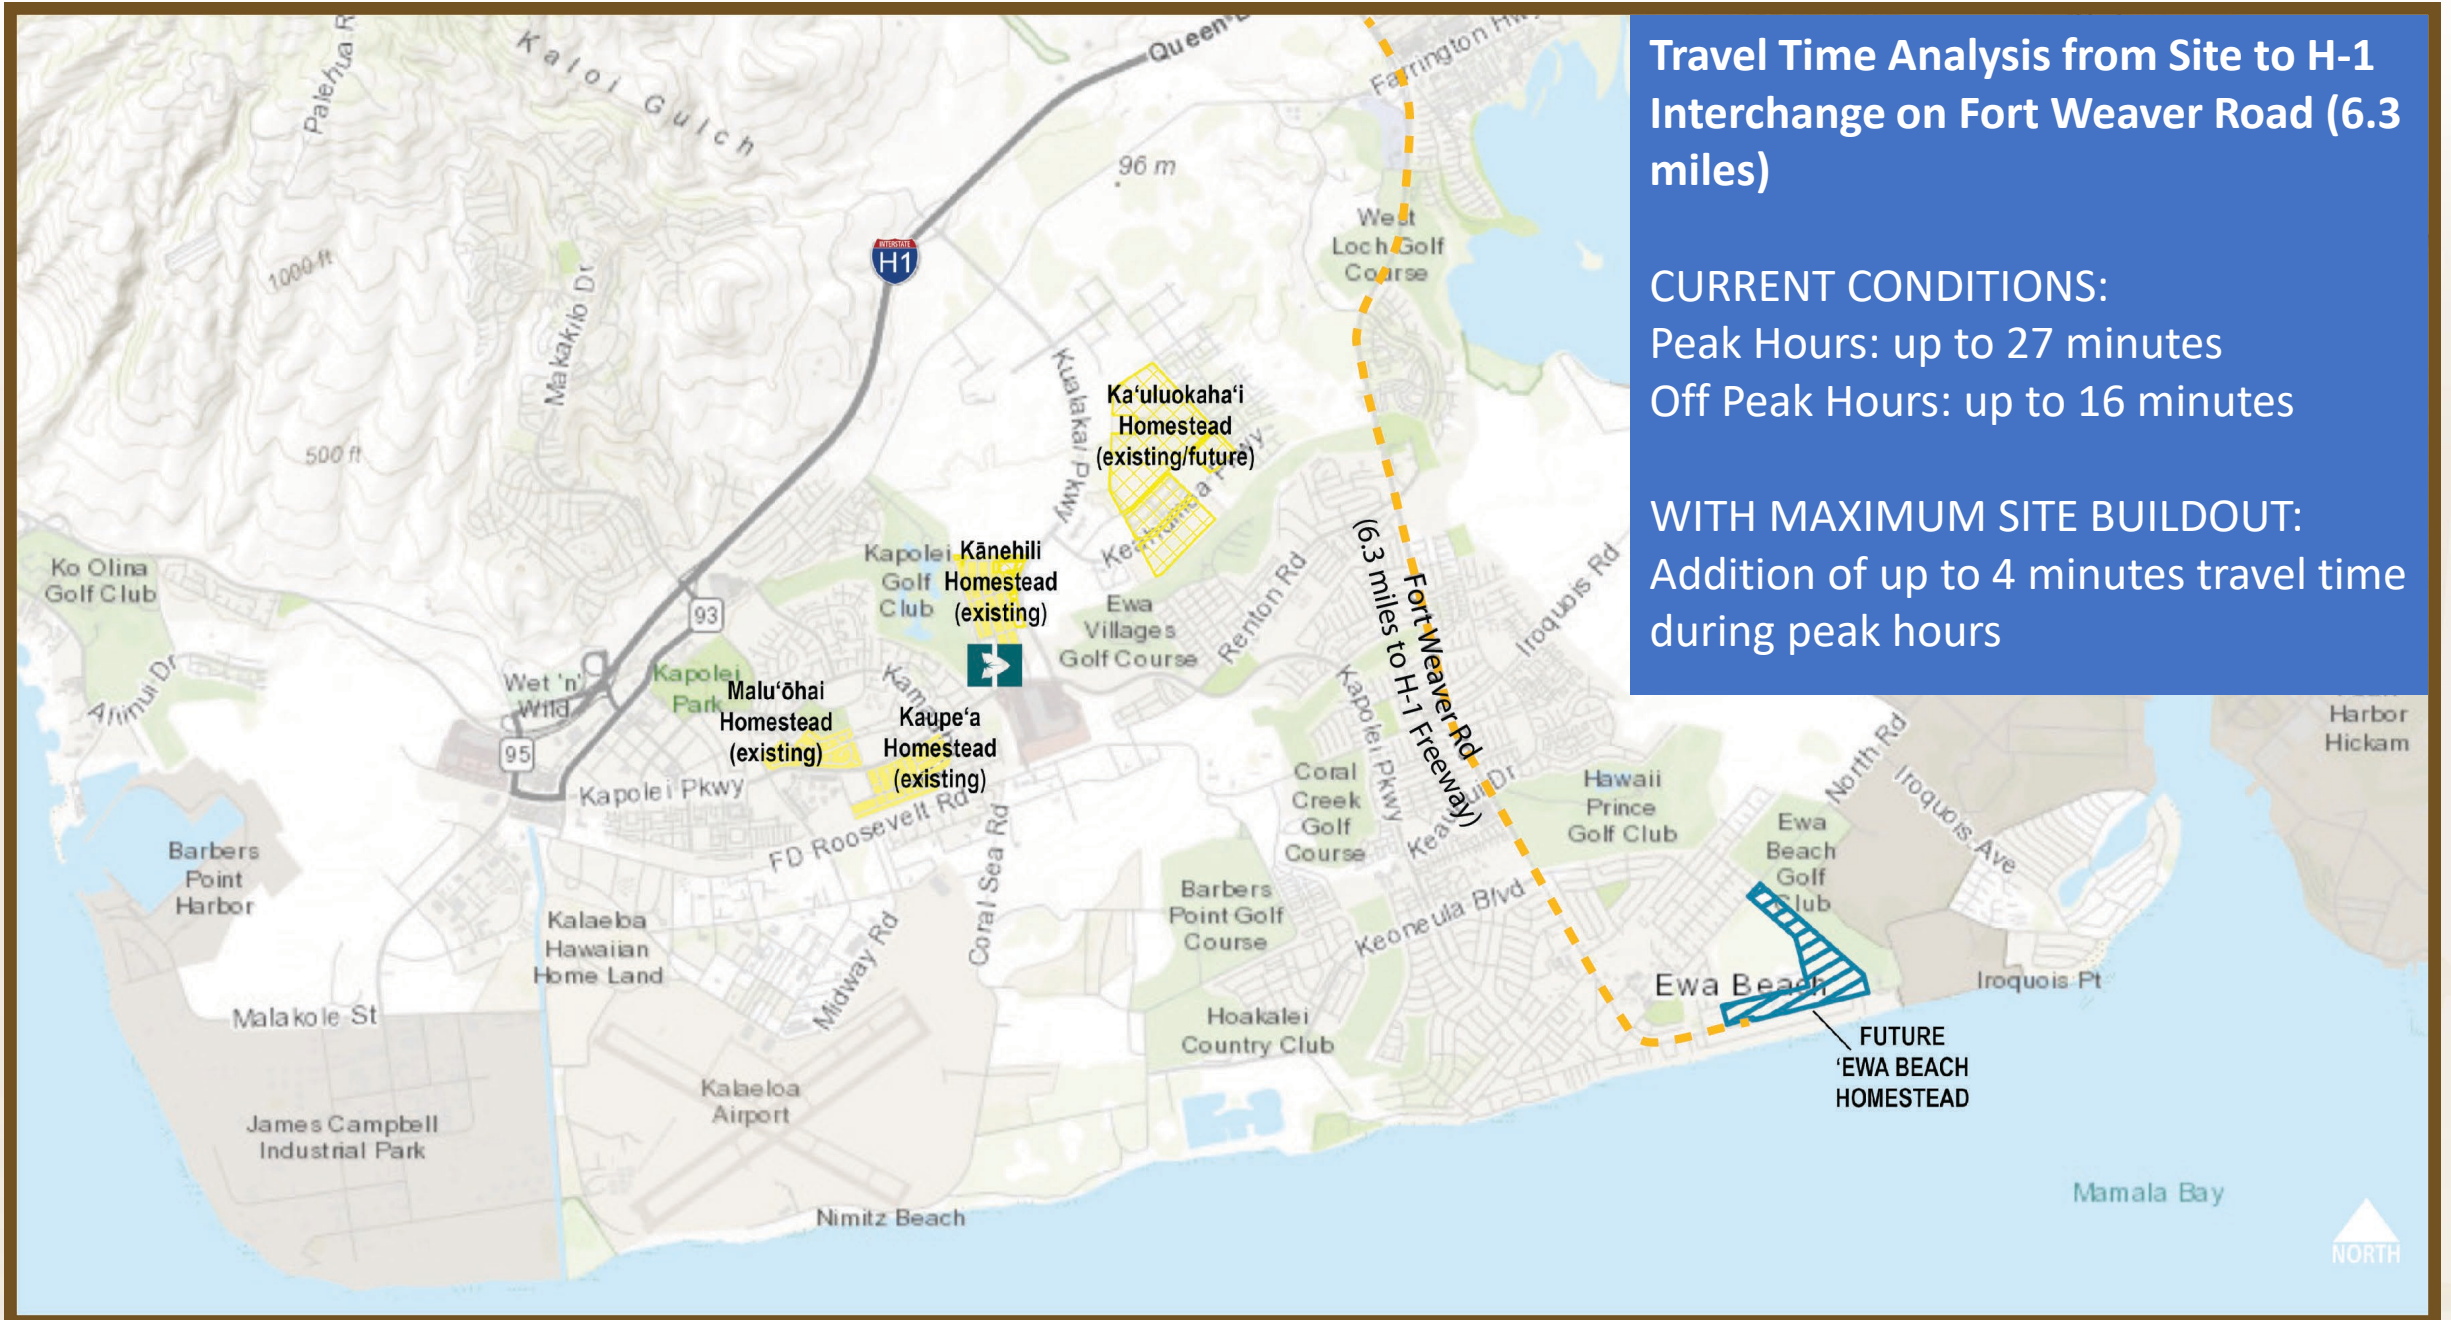 Travel Time Analysis from Site to H-1
Interchange on Fort Weaver Road (6.3
miles)
CURRENT CONDITIONS:
Peak Hours: up to 27 minutes
Off Peak Hours: up to 16 minutes
WITH MAXIMUM SITE BUILDOUT:
Addition of up to 4 minutes travel time
during peak hours
Kaloi Gulch
Farrington
96 m
West
Loch Golf
Course
INTERSTATE
H1
1000 ft
Makakilo Dr
500 ft
Kualakai Pkwy
Kaʻuluokahaʻi
Homestead
(existing/future)
Ko Olina
Golf Club
Kapolei
Golf
Club
Kānehili
Homestead
(existing)
93
Ewa
Villages
Golf Course
Renton Rd
Iroquois Rd
Fort Weaver Rd
(6.3 miles to H-1 Freeway)
Kapolei
Park
Wet 'n'
Wild
95
Maluʻōhai
Homestead
(existing)
Kaupeʻa
Homestead
(existing)
Kapolei Pkwy
FD Roosevelt Rd
Coral Sea Rd
Kapolei Pkwy
Coral
Creek
Golf
Course
Hawaii
Prince
Golf Club
North Rd
Iroquois Ave
Harbor
Hickam
Ewa
Beach
Golf
Club
Barbers
Point
Harbor
Kalaeloa
Hawaiian
Home Land
Midway Rd
Barbers
Point Golf
Course
Keoneula Blvd
Ewa Beach
Iroquois Pt
Malakole St
Hoakalei
Country Club
FUTURE
ʻEWA BEACH
HOMESTEAD
Kalaeloa
Airport
James Campbell
Industrial Park
Nimitz Beach
Mamala Bay
NORTH